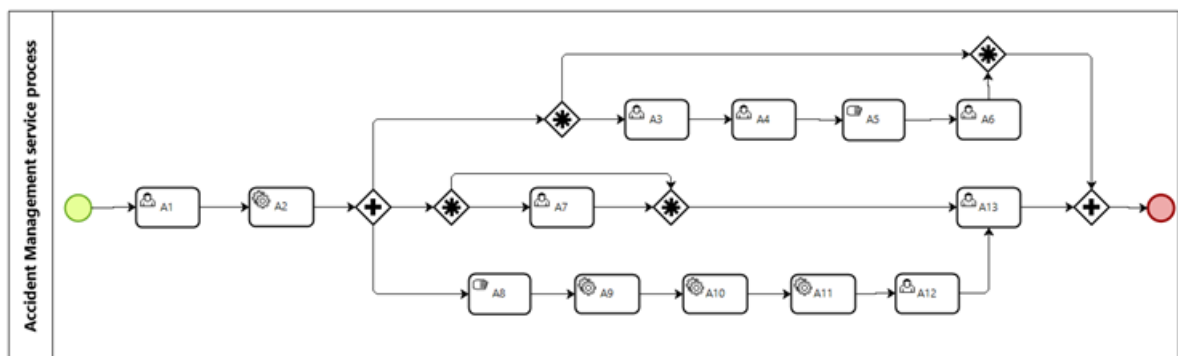 Accident Management service process
A3
A4
A5
A6
A1
A2
A7
A13
A8
A9
A10
A11
A12